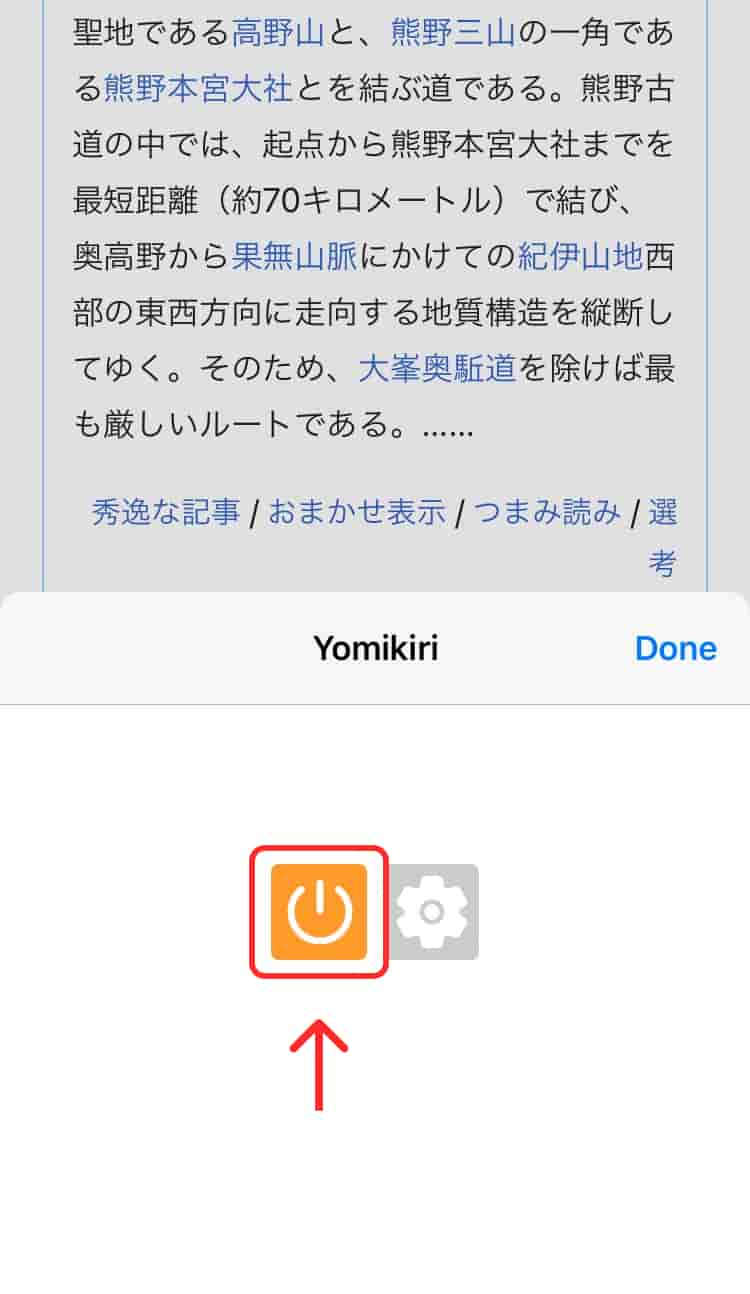 聖地である高野山と、熊野三山の一角であ
る熊野本宮大社とを結ぶ道である。熊野古
道の中では、起点から熊野本宮大社までを
最短距離（約70キロメートル）で結び、
奥高野から果無山脈にかけての紀伊山地西
部の東西方向に走向する地質構造を縦断し
てゆく。そのため、大峯奥駈道を除けば最
も厳しいルートである。……
秀逸な記事 / おまかせ表示 / つまみ読み / 選
考
Yomikiri
Done